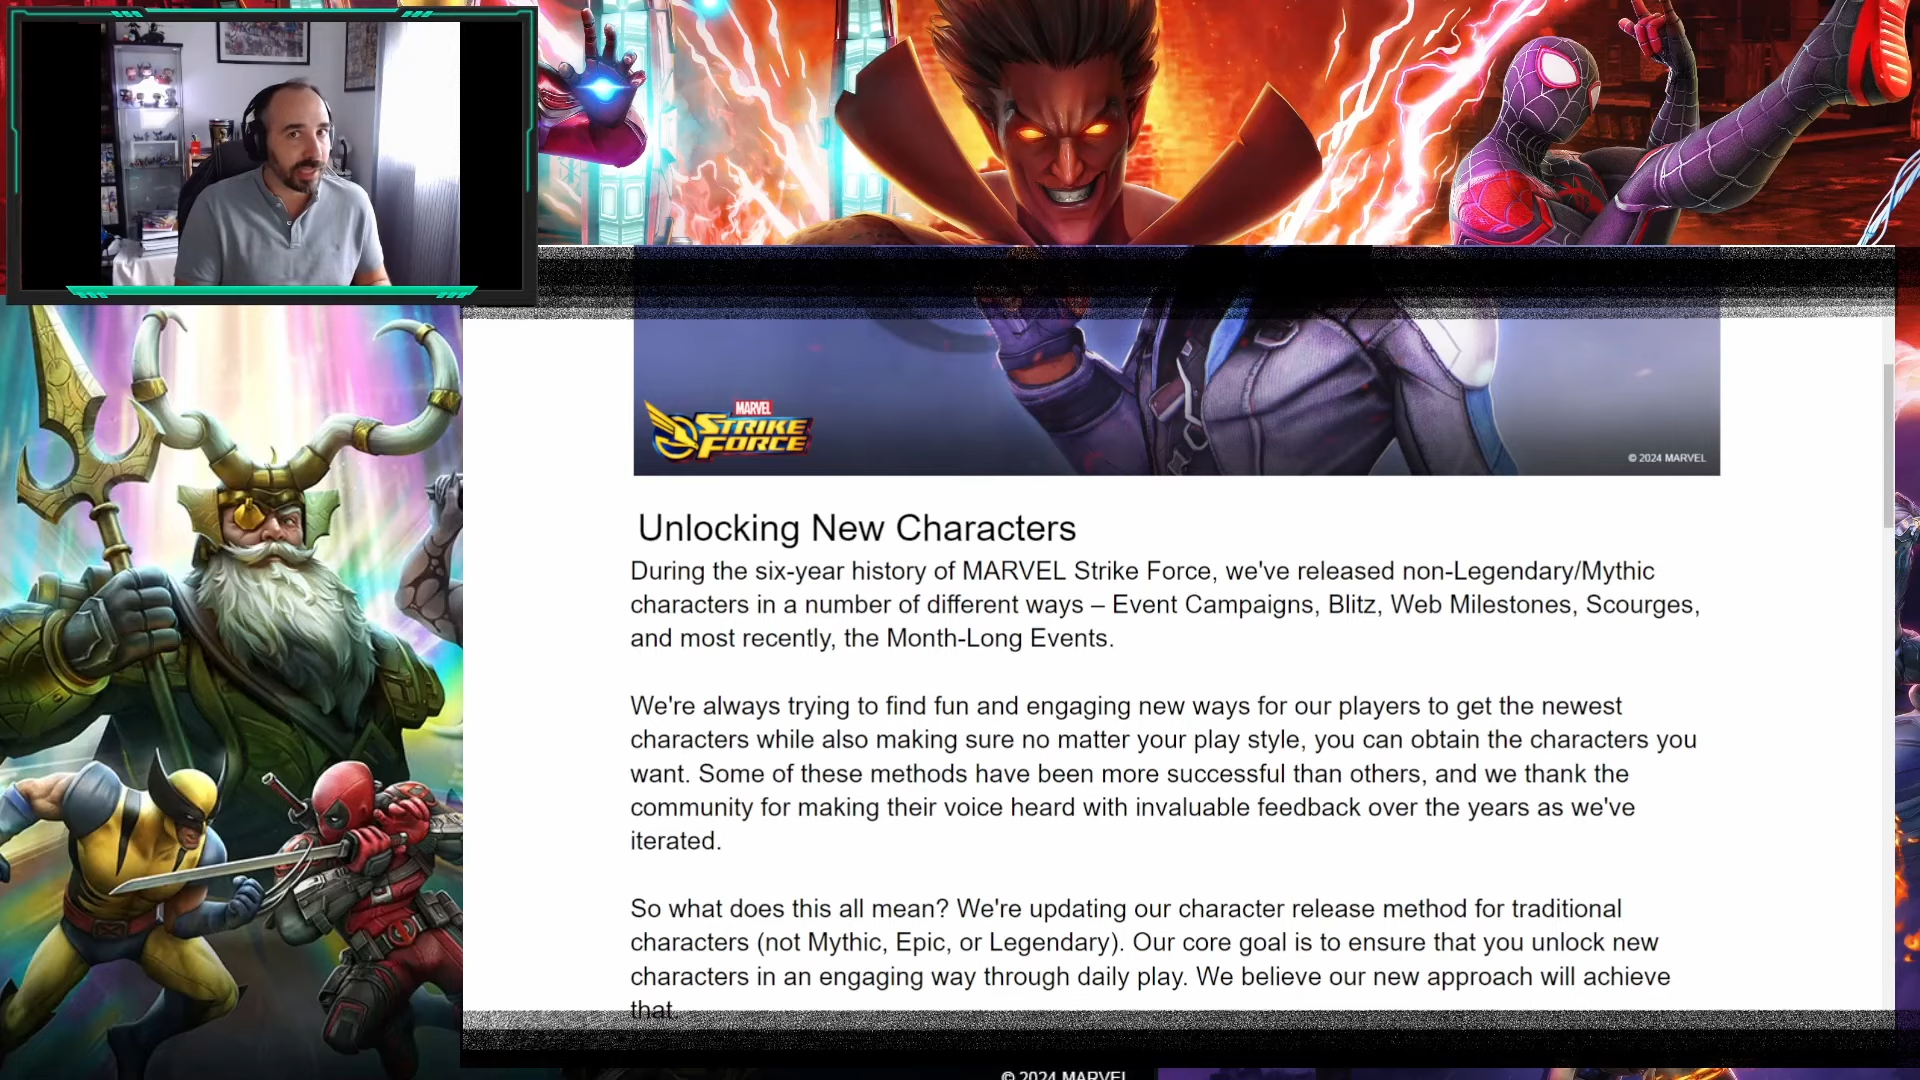 MARVEL
STRIKE
FORCE
© 2024 MARVEL
Unlocking New Characters
During the six-year history of MARVEL Strike Force, we've released non-Legendary/Mythic
characters in a number of different ways – Event Campaigns, Blitz, Web Milestones, Scourges,
and most recently, the Month-Long Events.
We're always trying to find fun and engaging new ways for our players to get the newest
characters while also making sure no matter your play style, you can obtain the characters you
want. Some of these methods have been more successful than others, and we thank the
community for making their voice heard with invaluable feedback over the years as we've
iterated.
So what does this all mean? We're updating our character release method for traditional
characters (not Mythic, Epic, or Legendary). Our core goal is to ensure that you unlock new
characters in an engaging way through daily play. We believe our new approach will achieve
that.
© 2024 MARVEL